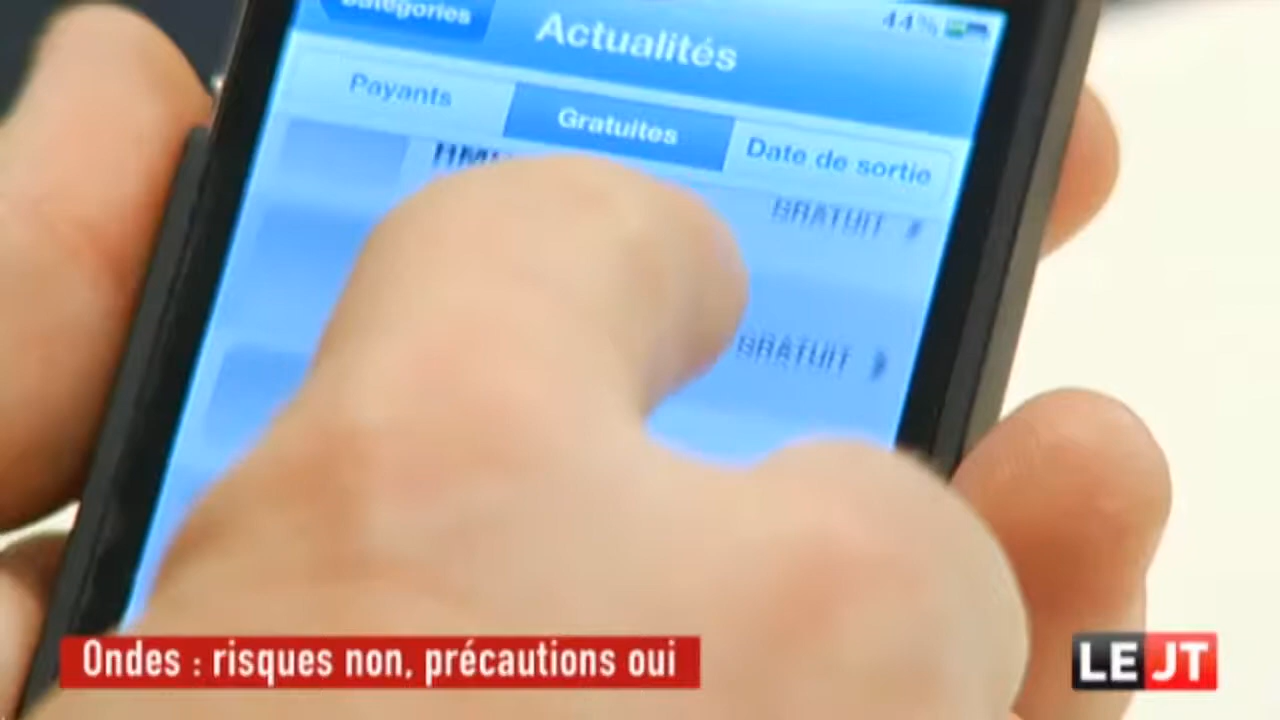 Catégories
Actualités
44%
Payants
Gratuites
Date de sortie
GRATUIT
GRATUIT
Ondes : risques non, précautions oui
LE JT